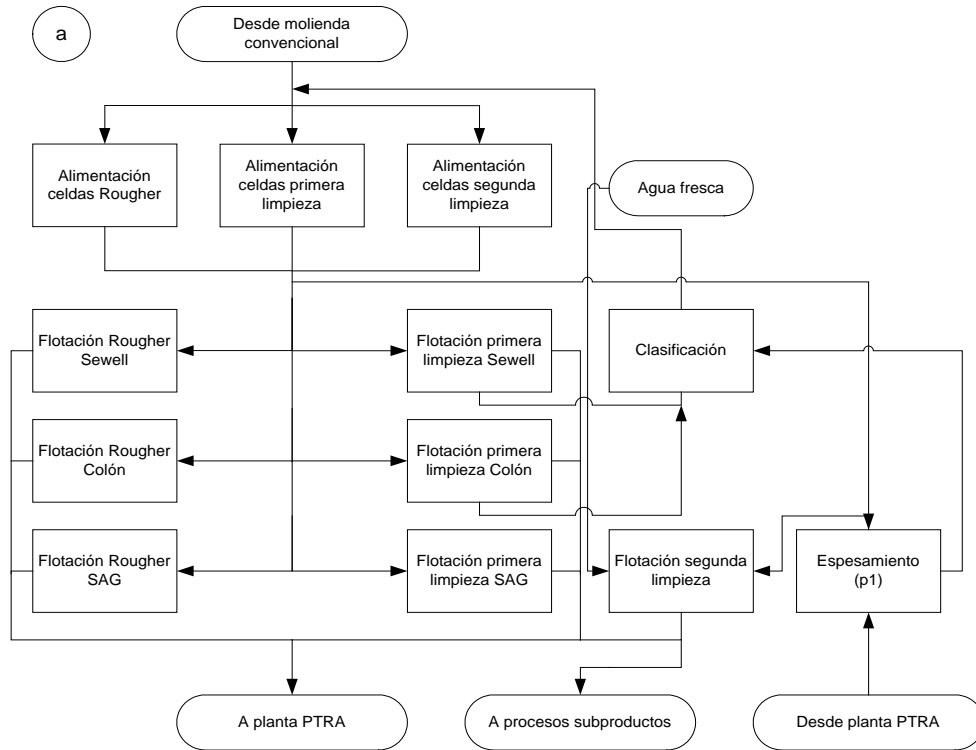 a
Desde molienda
convencional
Alimentación
celdas Rougher
Alimentación
celdas primera
limpieza
Alimentación
celdas segunda
limpieza
Agua fresca
Flotación Rougher
Sewell
Flotación primera
limpieza Sewell
Clasificación
Flotación Rougher
Colón
Flotación primera
limpieza Colón
Flotación Rougher
SAG
Flotación primera
limpieza SAG
Flotación segunda
limpieza
Espesamiento
(p1)
A planta PTRA
A procesos subproductos
Desde planta PTRA